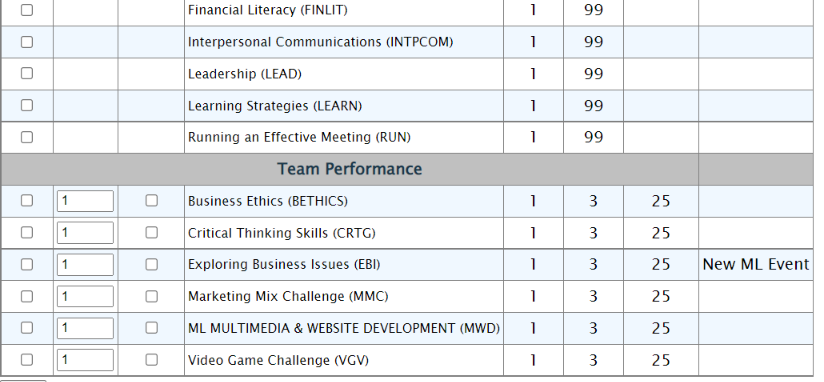 Financial Literacy (FINLIT) 1 99
Interpersonal Communications (INTPCOM) 1 99
Leadership (LEAD) 1 99
Learning Strategies (LEARN) 1 99
Running an Effective Meeting (RUN) 1 99
Team Performance
1 Business Ethics (BETHICS) 1 3 25
1 Critical Thinking Skills (CRTG) 1 3 25
1 Exploring Business Issues (EBI) 1 3 25 New ML Event
1 Marketing Mix Challenge (MMC) 1 3 25
1 ML MULTIMEDIA & WEBSITE DEVELOPMENT (MWD) 1 3 25
1 Video Game Challenge (VGV) 1 3 25